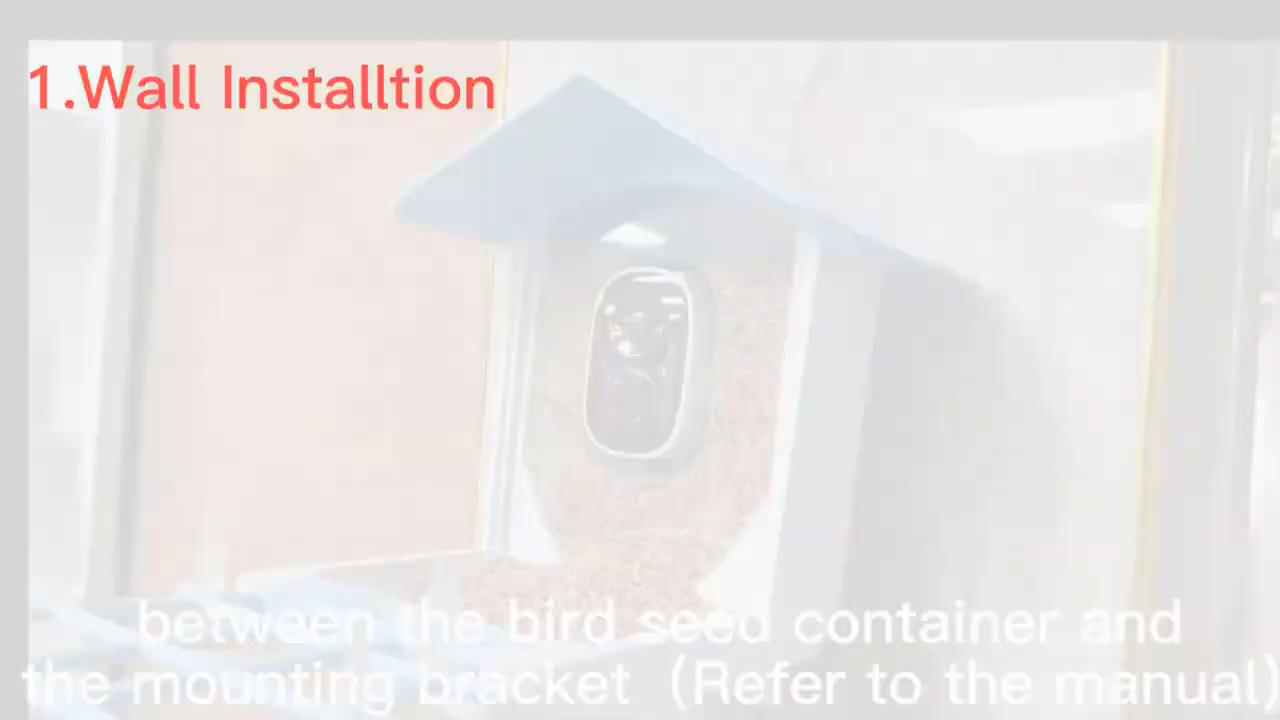 1.Wall Installtion
between the bird seed container and
the mounting bracket (Refer to the manual)